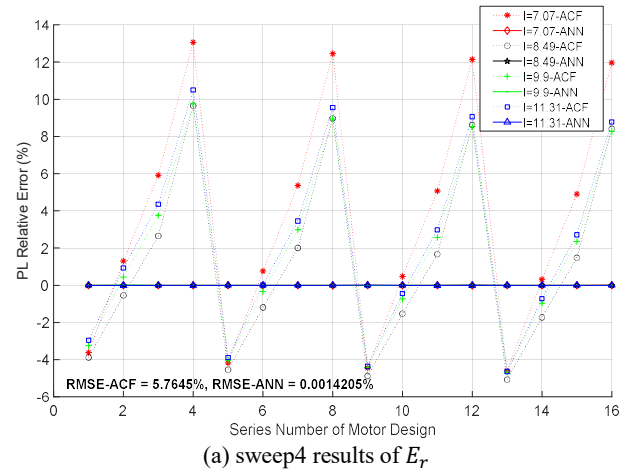 14
12
10
8
6
4
2
0
-2
-4
-6
PL Relative Error (%)
I=7.07-ACF
I=7.07-ANN
I=8.49-ACF
I=8.49-ANN
I=9.9-ACF
I=9.9-ANN
I=11.31-ACF
I=11.31-ANN
RMSE-ACF = 5.7645%, RMSE-ANN = 0.0014205%
0 2 4 6 8 10 12 14 16
Series Number of Motor Design
(a) sweep4 results of E_r